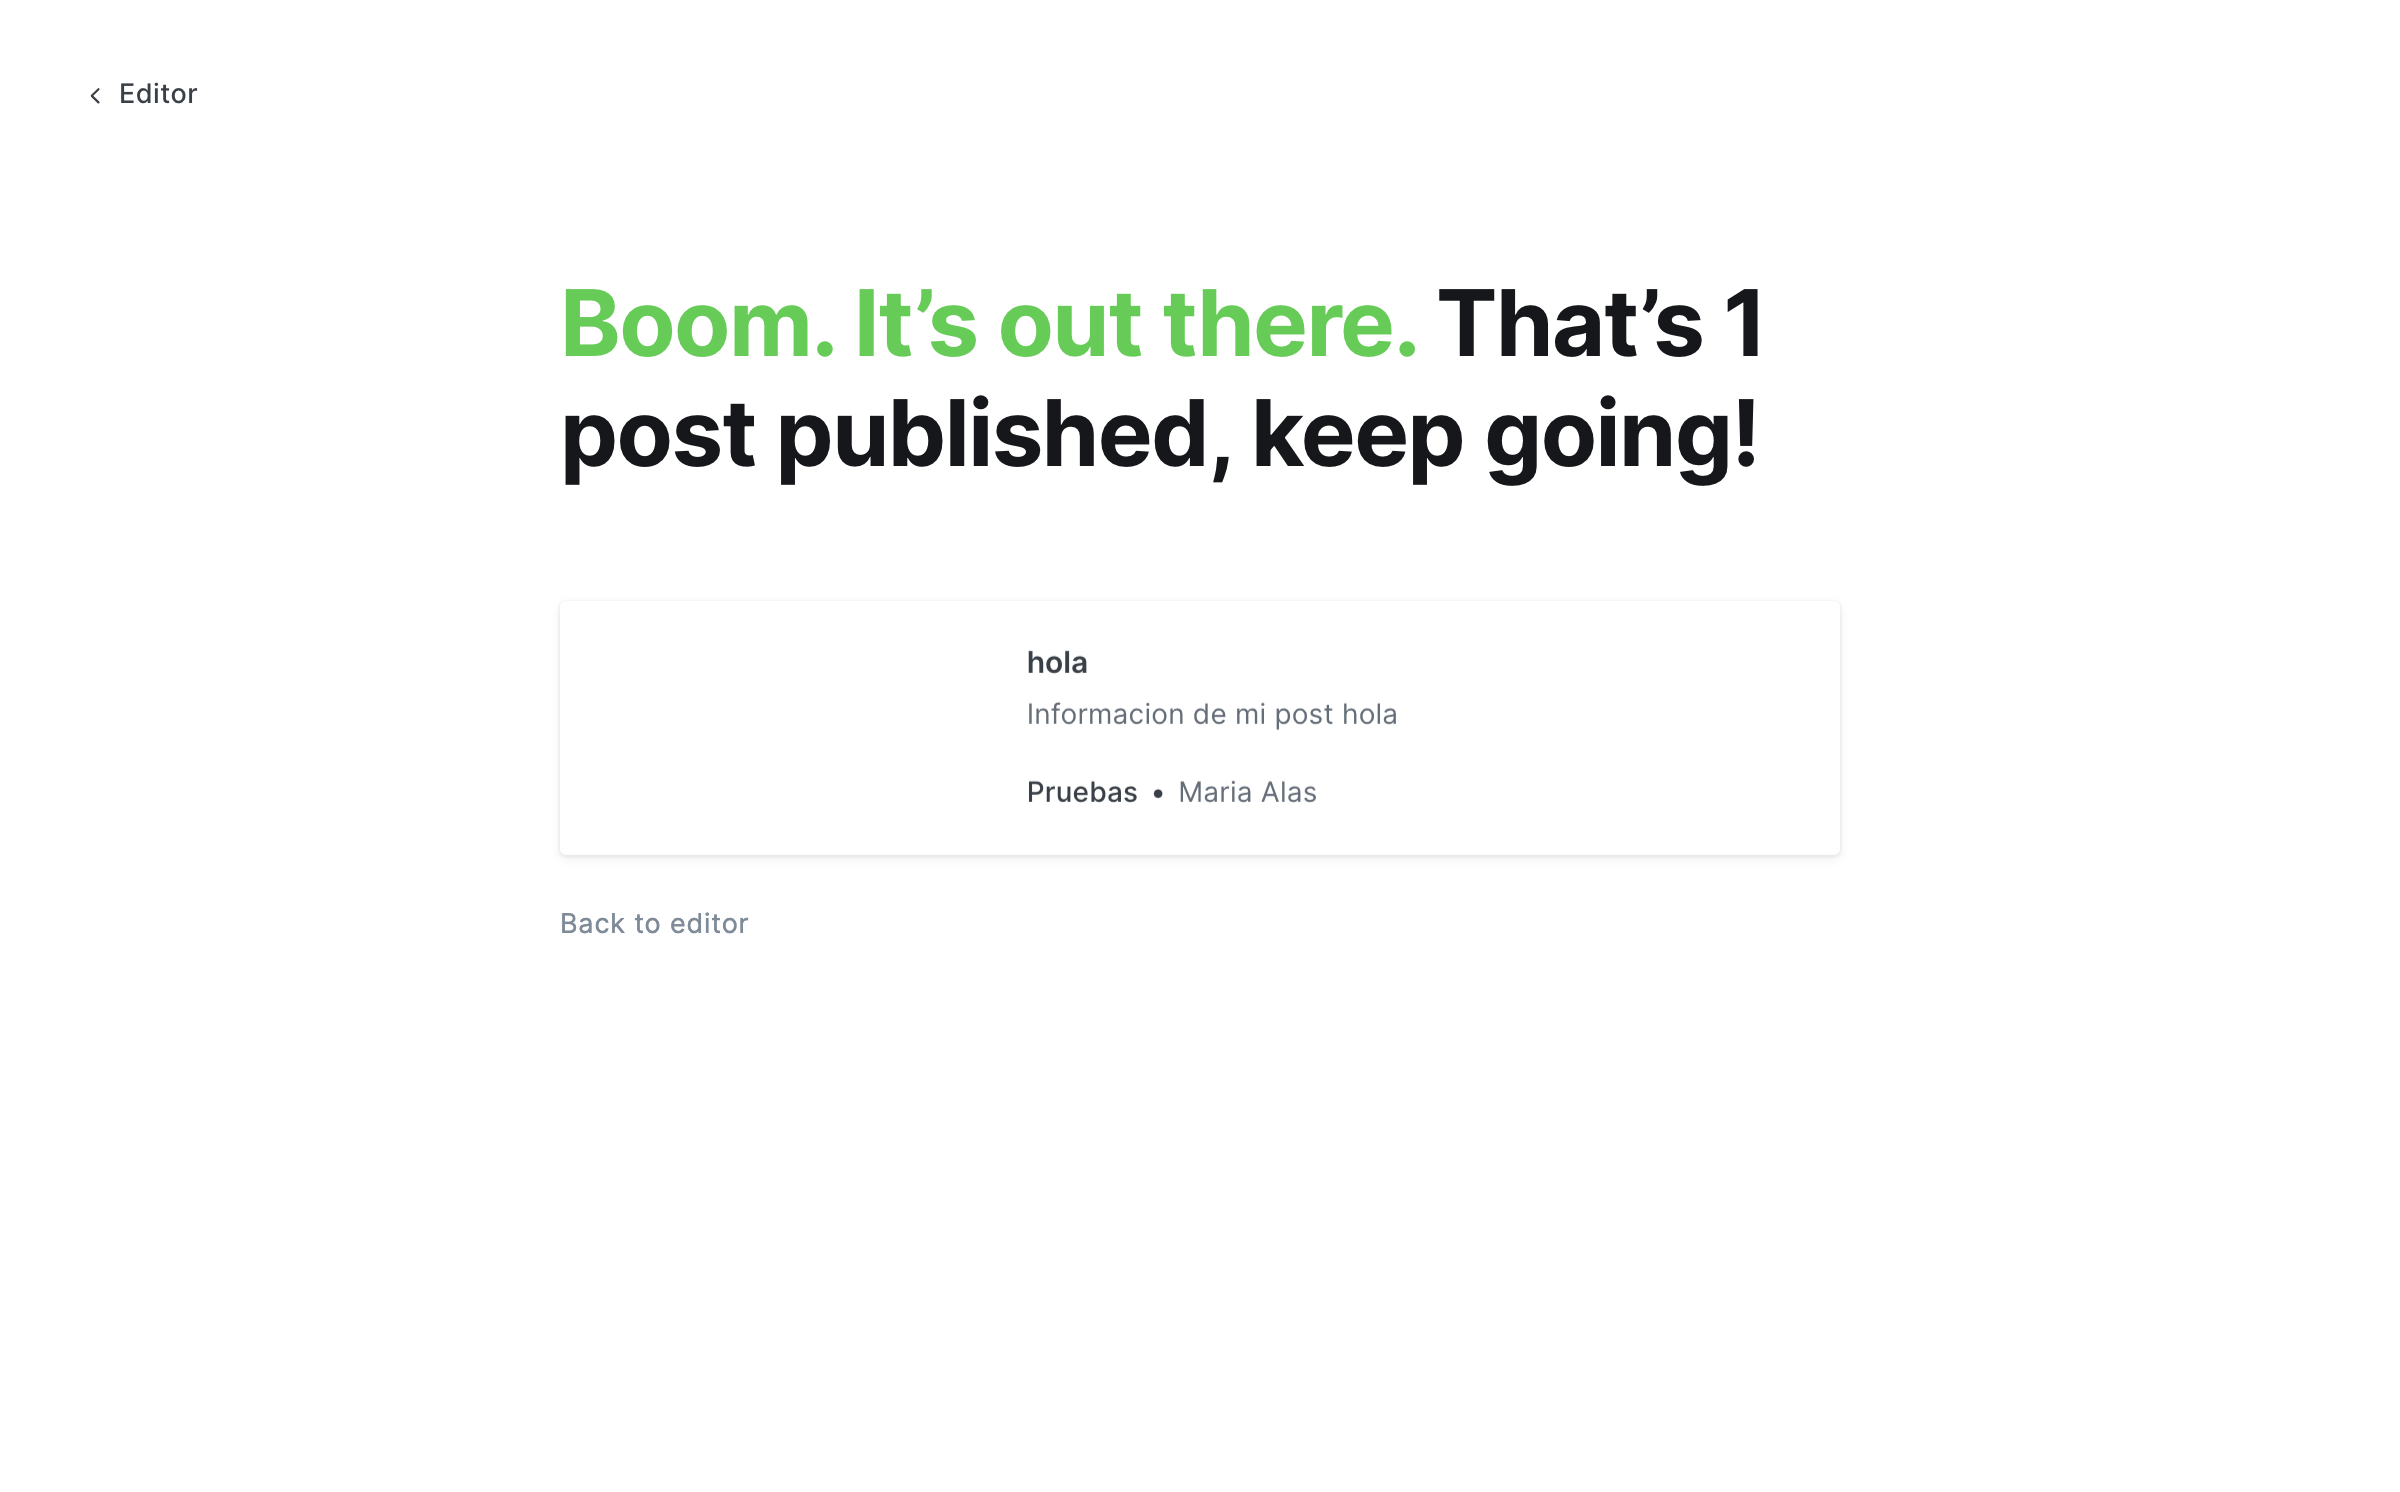 Editor
Boom. It’s out there. That’s 1
post published, keep going!
hola
Informacion de mi post hola
Pruebas • Maria Alas
Back to editor